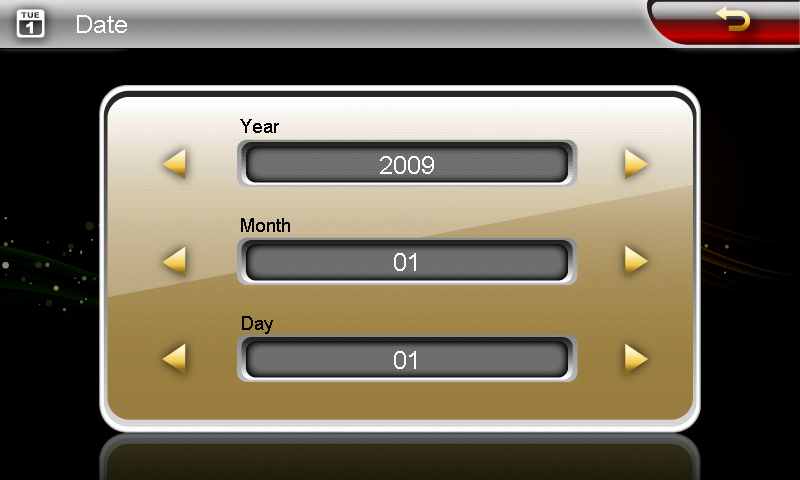 TUE
1
Date
Year
2009
Month
01
Day
01